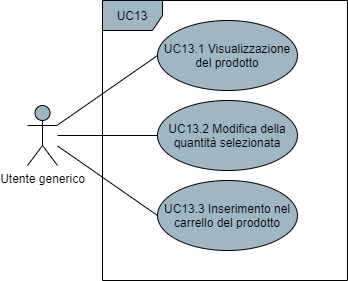 UC13
UC13.1 Visualizzazione
del prodotto
UC13.2 Modifica della
quantità selezionata
Utente generico
UC13.3 Inserimento nel
carrello del prodotto